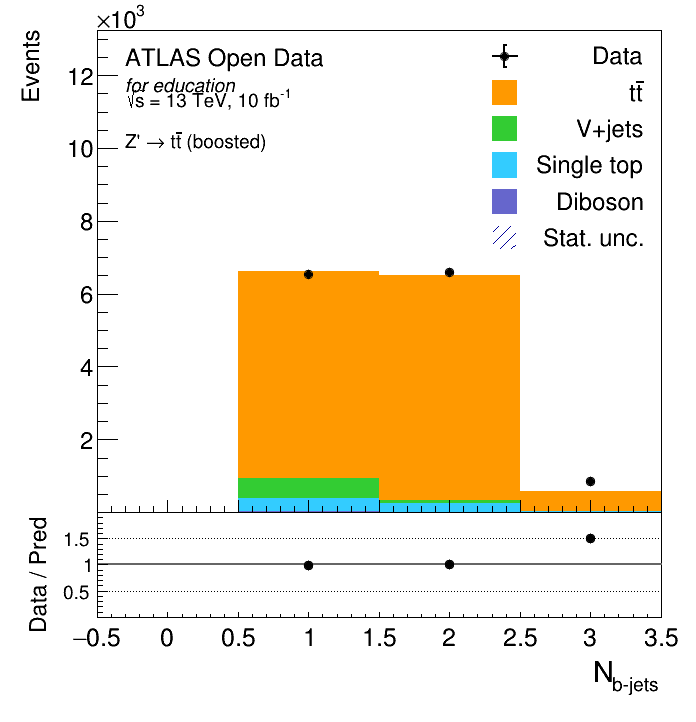 ×10³
Events
12
10
8
6
4
2
ATLAS Open Data
for education
√s = 13 TeV, 10 fb⁻¹
Z' → tt̄ (boosted)
Data
tt̄
V+jets
Single top
Diboson
Stat. unc.
Data / Pred
1.5
1
0.5
−0.5 0 0.5 1 1.5 2 2.5 3 3.5
N_b-jets